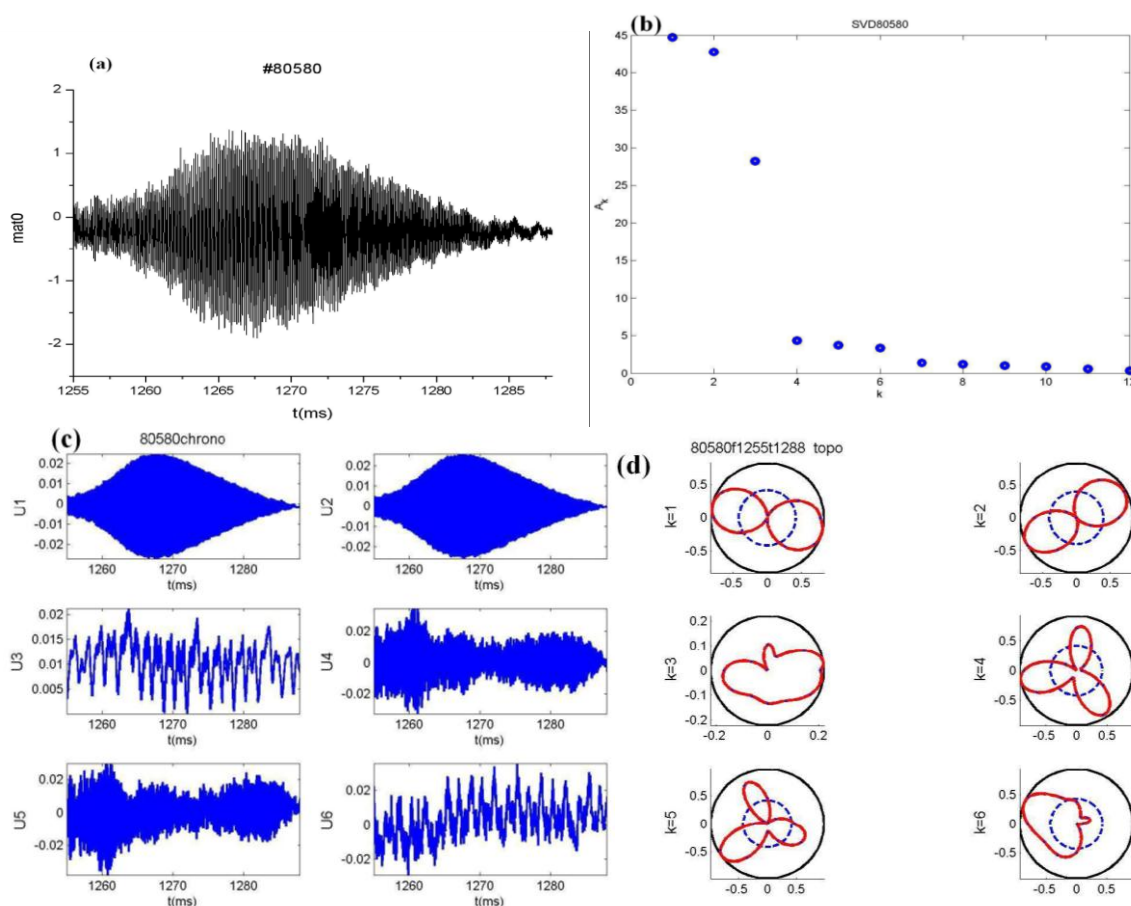 (a)
#80580
mat0
2
1
0
-1
-2
1255 1260 1265 1270 1275 1280 1285
t(ms)
(b)
SVD80580
A_k
45
40
35
30
25
20
15
10
5
0
0 2 4 6 8 10 12
k
(c)
80580chrono
U1
0.02
0.01
0
-0.01
-0.02
1260 1270 1280
t(ms)
U2
0.02
0.01
0
-0.01
-0.02
1260 1270 1280
t(ms)
U3
0.02
0.015
0.01
0.005
1260 1270 1280
t(ms)
U4
0.02
0
-0.02
1260 1270 1280
t(ms)
U5
0.02
0
-0.02
1260 1270 1280
t(ms)
U6
0.02
0
-0.02
1260 1270 1280
t(ms)
(d)
80580f1255t1288 topo
k=1
0.5
0
-0.5
-0.5 0 0.5
k=2
0.5
0
-0.5
-0.5 0 0.5
k=3
0.2
0.1
0
-0.1
-0.2
-0.2 0 0.2
k=4
0.5
0
-0.5
-0.5 0 0.5
k=5
0.5
0
-0.5
-0.5 0 0.5
k=6
0.5
0
-0.5
-0.5 0 0.5